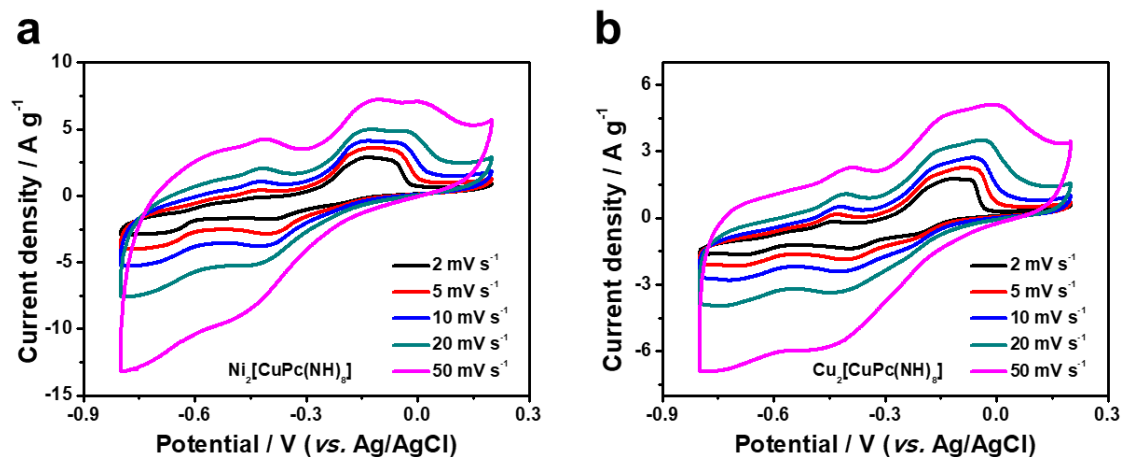 a
10
5
0
-5
-10
-15
Current density / A g⁻¹
2 mV s⁻¹
5 mV s⁻¹
10 mV s⁻¹
20 mV s⁻¹
50 mV s⁻¹
Ni₂[CuPc(NH)₈]
-0.9
-0.6
-0.3
0.0
0.3
Potential / V (vs. Ag/AgCl)
b
6
3
0
-3
-6
Current density / A g⁻¹
2 mV s⁻¹
5 mV s⁻¹
10 mV s⁻¹
20 mV s⁻¹
50 mV s⁻¹
Cu₂[CuPc(NH)₈]
-0.9
-0.6
-0.3
0.0
0.3
Potential / V (vs. Ag/AgCl)